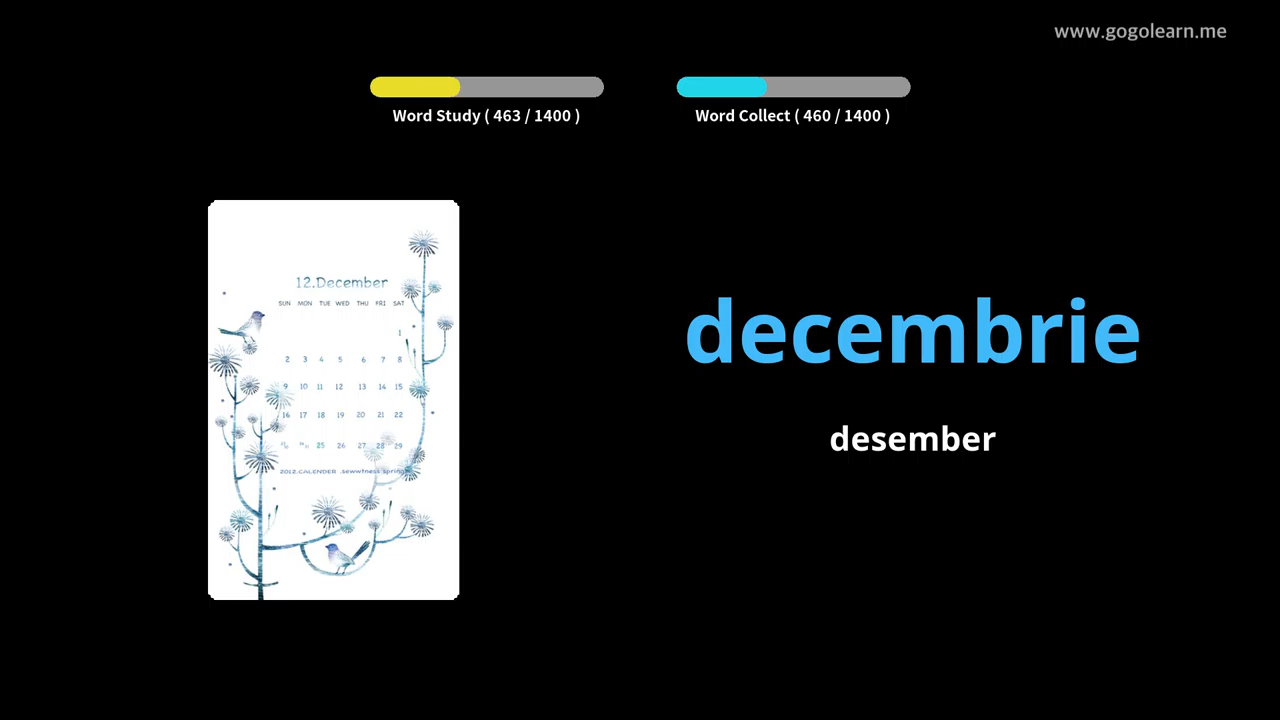 www.gogolearn.me
Word Study ( 463 / 1400 )
Word Collect ( 460 / 1400 )
12.December
SUN MON TUE WED THU FRI SAT
1
2 3 4 5 6 7 8
9 10 11 12 13 14 15
16 17 18 19 20 21 22
25 26 27 28 29
2012.CALENDER
decembrie
desember